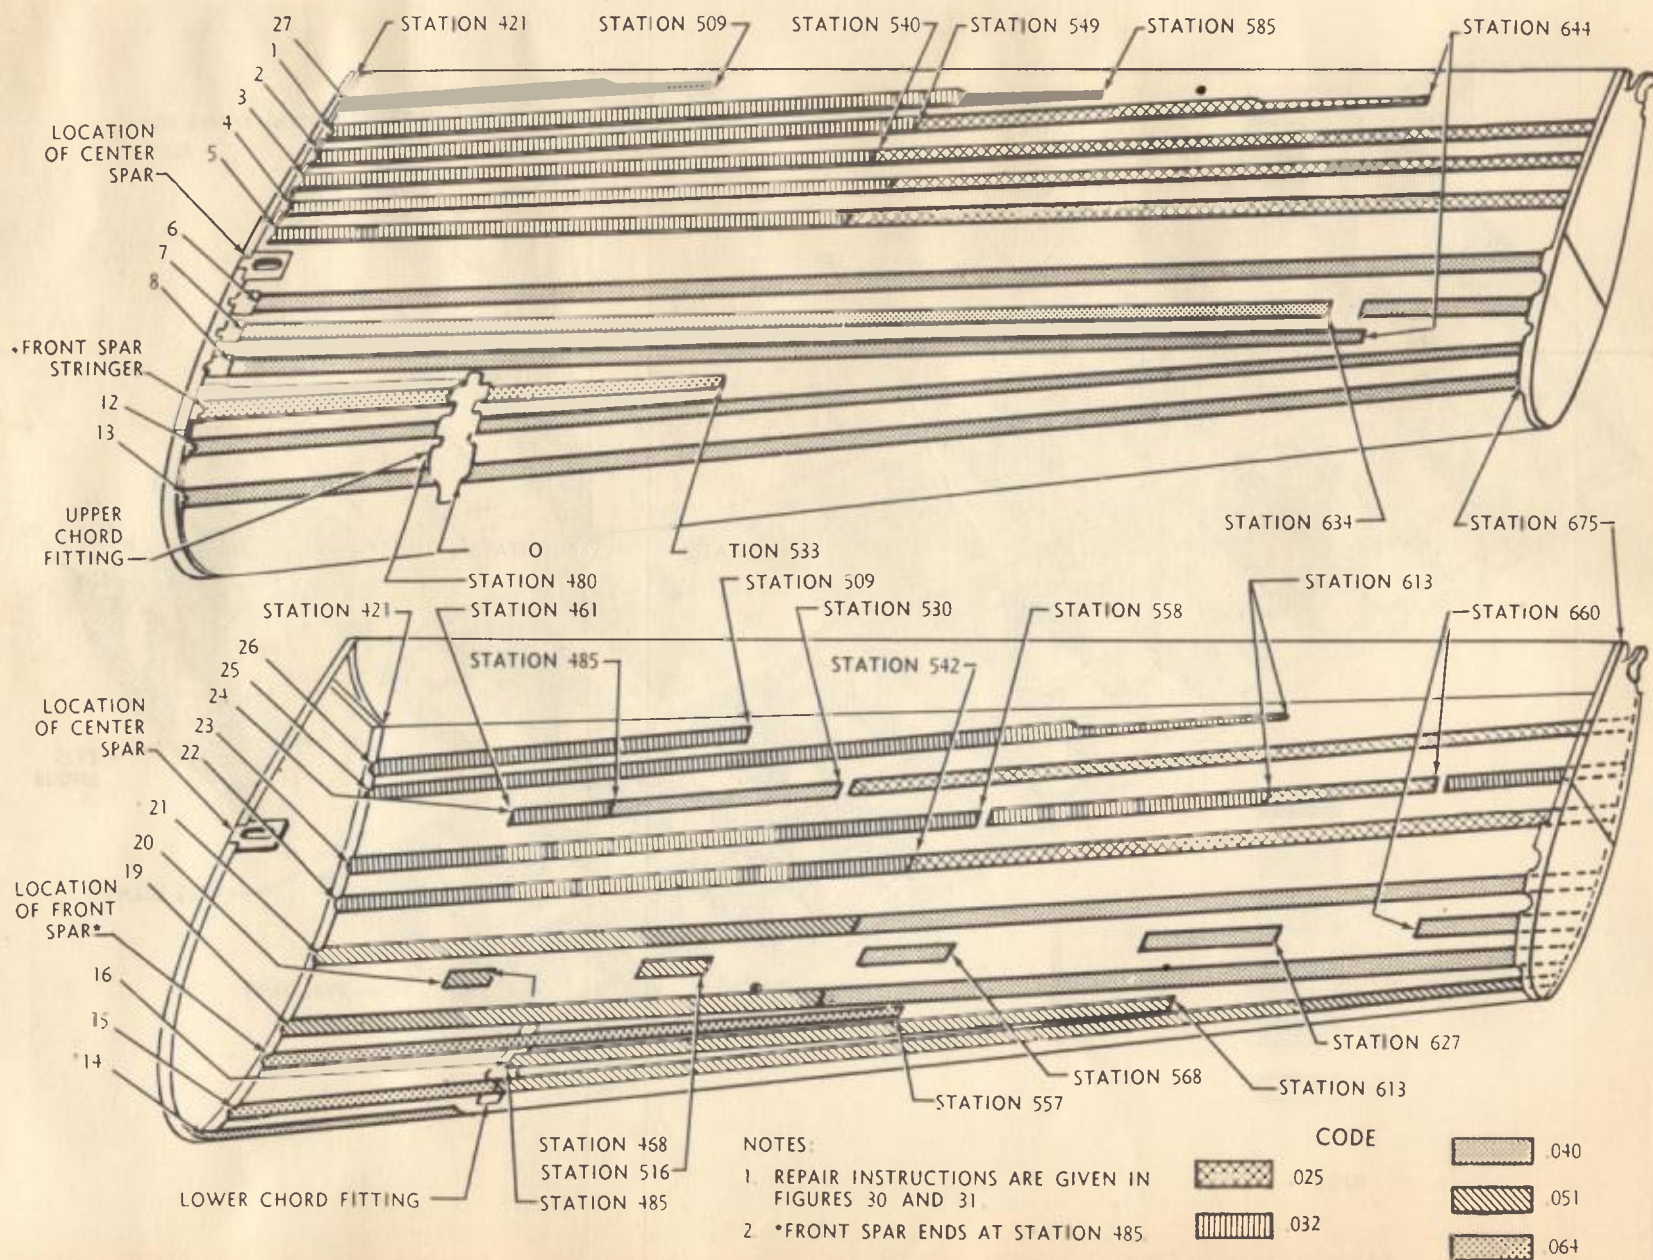 27
STATION 421
STATION 509
STATION 540
STATION 549
STATION 585
STATION 644
1
2
3
4
5
LOCATION
OF CENTER
SPAR
6
7
8
*FRONT SPAR
STRINGER
12
13
UPPER
CHORD
FITTING
O
TION 533
STATION 634
STATION 675
STATION 480
STATION 509
STATION 613
STATION 421
STATION 461
STATION 530
STATION 558
STATION 660
26
25
24
23
22
STATION 485
STATION 542
LOCATION
OF CENTER
SPAR
21
20
19
LOCATION
OF FRONT
SPAR*
16
15
14
STATION 627
STATION 568
STATION 613
STATION 557
STATION 468
STATION 516
STATION 485
LOWER CHORD FITTING
NOTES:
1. REPAIR INSTRUCTIONS ARE GIVEN IN
FIGURES 30 AND 31.
2. *FRONT SPAR ENDS AT STATION 485
CODE
.025
.032
.040
.051
.064